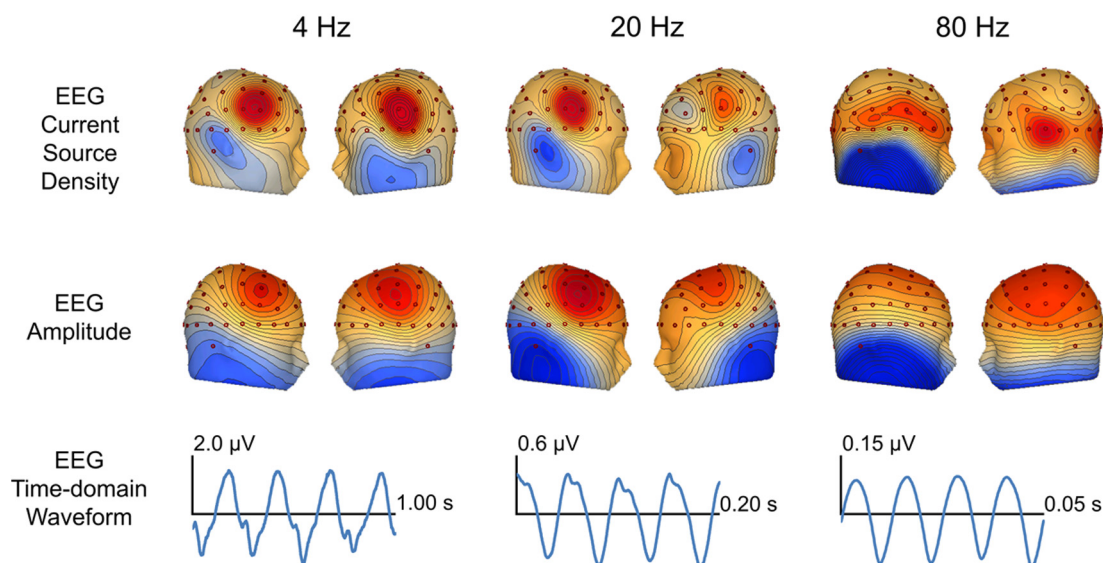 4 Hz
20 Hz
80 Hz
EEG
Current
Source
Density
EEG
Amplitude
EEG
Time-domain
Waveform
2.0 µV
1.00 s
0.6 µV
0.20 s
0.15 µV
0.05 s